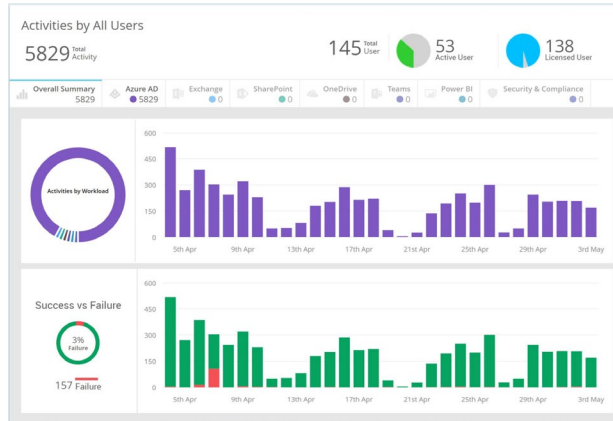 Activities by All Users
5829 Total Activity
145 Total User
53 Active User
138 Licensed User
Overall Summary 5829
Azure AD 5829
Exchange 0
SharePoint 0
OneDrive 0
Teams 0
Power BI 0
Security & Compliance 0
Activities by Workload
600
450
300
150
0
5th Apr 9th Apr 13th Apr 17th Apr 21st Apr 25th Apr 29th Apr 3rd May
Success vs Failure
3%
Failure
157 Failure
600
450
300
150
0
5th Apr 9th Apr 13th Apr 17th Apr 21st Apr 25th Apr 29th Apr 3rd May